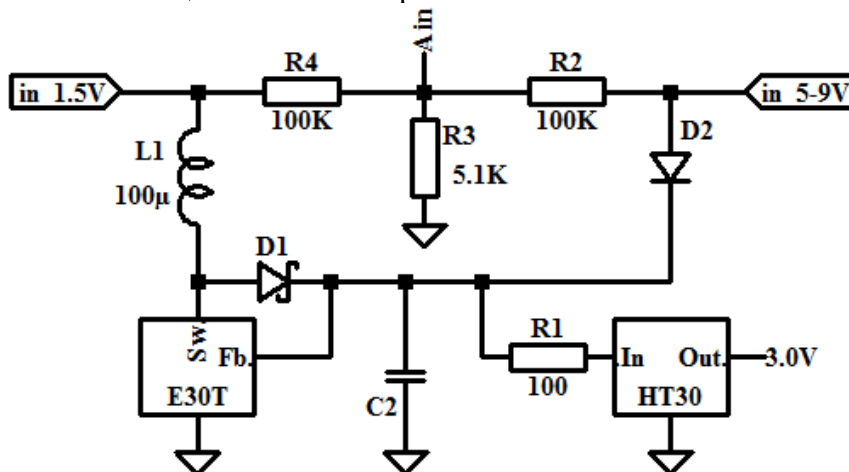 A in
R4
R2
in 1.5V
in 5-9V
100K
100K
R3
D2
L1
5.1K
100µ
D1
R1
Sw.
Fb.
.In
Out.
3.0V
E30T
C2
100
HT30